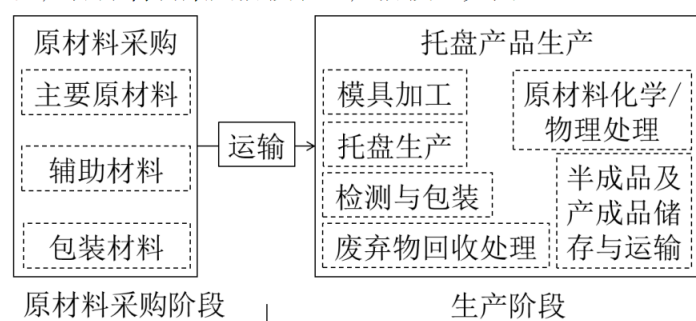 原材料采购
主要原材料
辅助材料
包装材料
运输
托盘产品生产
模具加工
托盘生产
检测与包装
废弃物回收处理
原材料化学/
物理处理
半成品及
产成品储
存与运输
原材料采购阶段
生产阶段